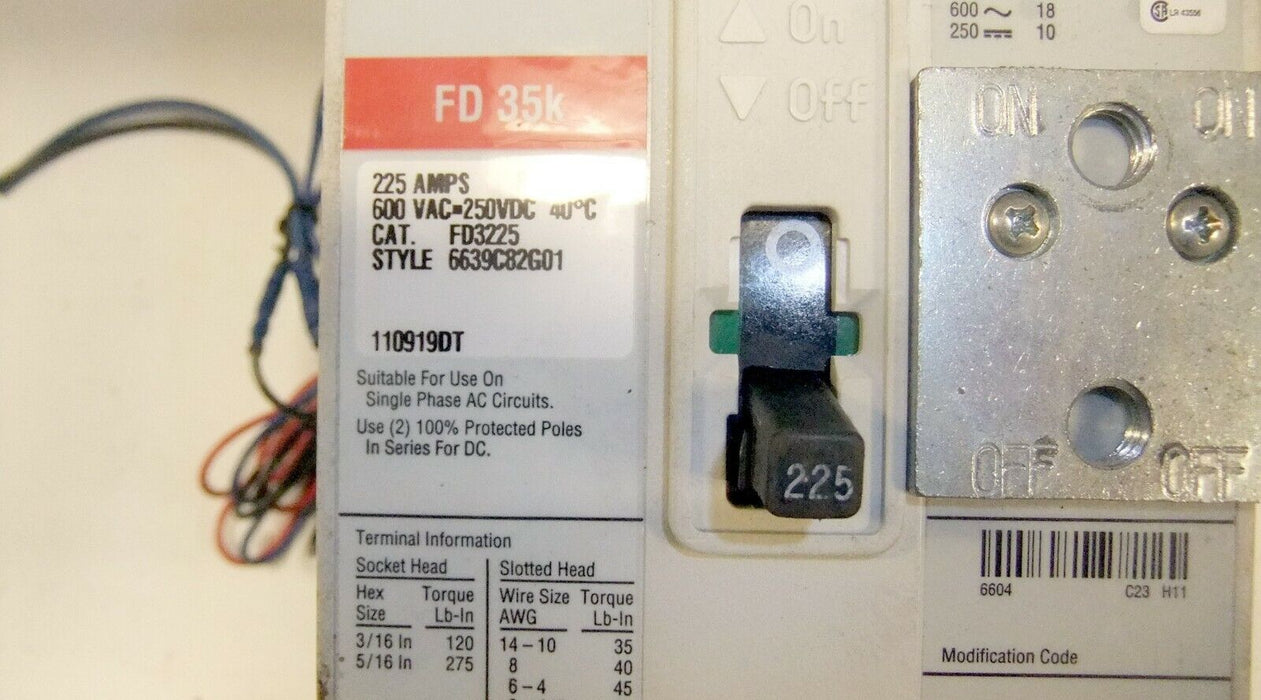 FD 35k
225 AMPS
600 VAC=250VDC 40°C
CAT. FD3225
STYLE 6639C82G01
110919DT
Suitable For Use On
Single Phase AC Circuits.
Use (2) 100% Protected Poles
In Series For DC.
Terminal Information
Socket Head
Hex Torque
Size Lb-In
3/16 In 120
5/16 In 275
Slotted Head
Wire Size Torque
AWG Lb-In
14 – 10 35
8 40
6 – 4 45
On
Off
O
225
600 ~ 18
250 ⎓ 10
LR 43556
ON ON
OFF OFF
6604 C23 H11
Modification Code